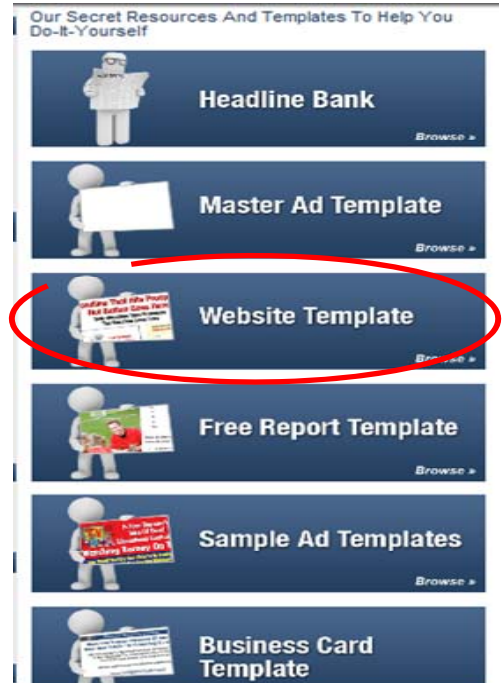 Our Secret Resources And Templates To Help You
Do-It-Yourself
Headline Bank
Browse »
Master Ad Template
Browse »
Website Template
Browse »
Free Report Template
Browse »
Sample Ad Templates
Browse »
Business Card
Template